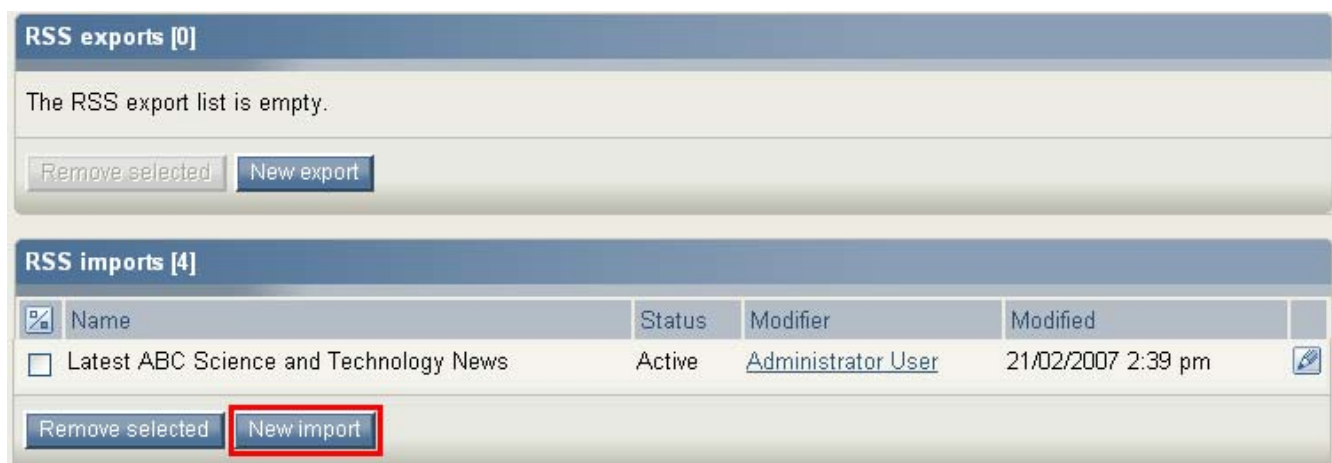 RSS exports [0]
The RSS export list is empty.
Remove selected New export
RSS imports [4]
Name Status Modifier Modified
Latest ABC Science and Technology News Active Administrator User 21/02/2007 2:39 pm
Remove selected New import